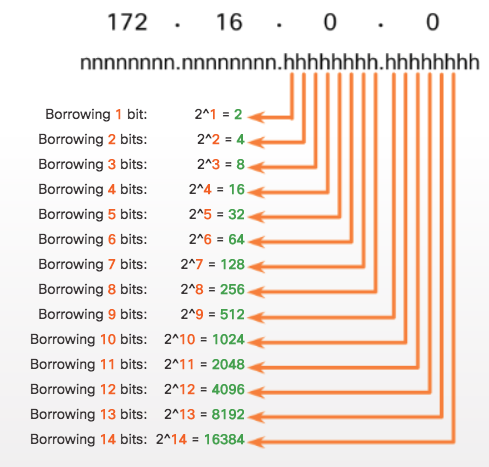 172 . 16 . 0 . 0
nnnnnnnn.nnnnnnnn.hhhhhhhh.hhhhhhhh
Borrowing 1 bit: 2^1 = 2
Borrowing 2 bits: 2^2 = 4
Borrowing 3 bits: 2^3 = 8
Borrowing 4 bits: 2^4 = 16
Borrowing 5 bits: 2^5 = 32
Borrowing 6 bits: 2^6 = 64
Borrowing 7 bits: 2^7 = 128
Borrowing 8 bits: 2^8 = 256
Borrowing 9 bits: 2^9 = 512
Borrowing 10 bits: 2^10 = 1024
Borrowing 11 bits: 2^11 = 2048
Borrowing 12 bits: 2^12 = 4096
Borrowing 13 bits: 2^13 = 8192
Borrowing 14 bits: 2^14 = 16384